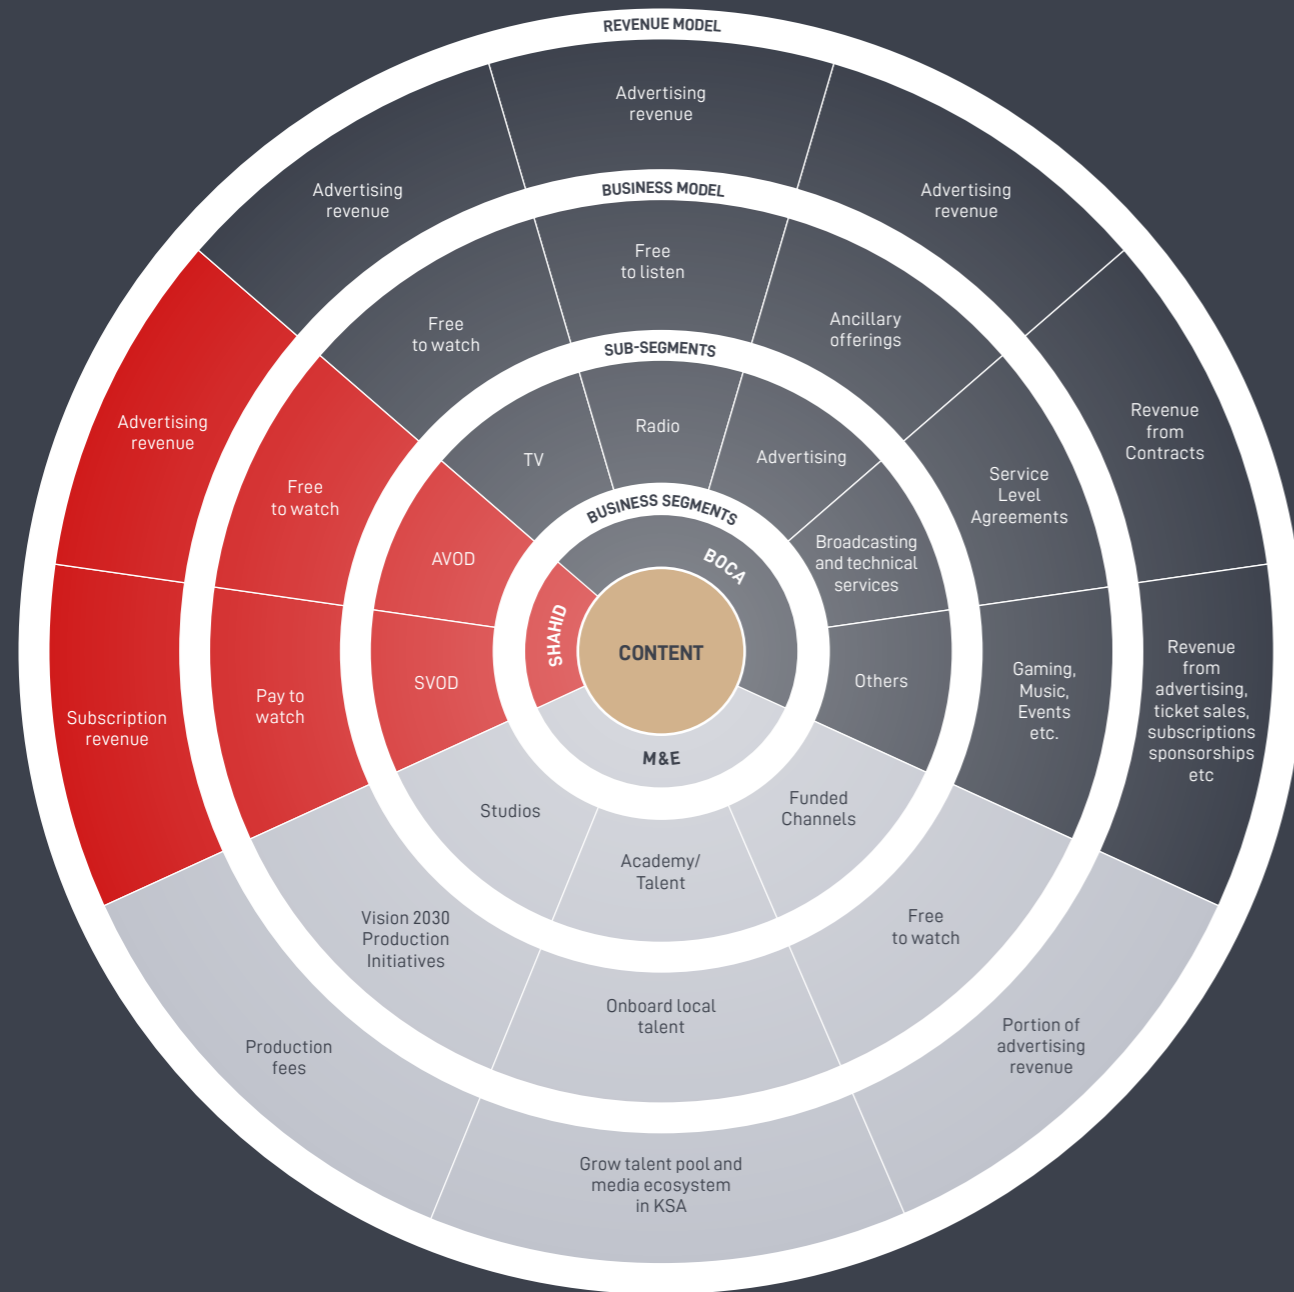 REVENUE MODEL
Advertising
revenue
Advertising
revenue
Advertising
revenue
Advertising
revenue
Revenue
from
Contracts
Subscription
revenue
Revenue
from
advertising,
ticket sales,
subscriptions
sponsorships
etc
Production
fees
Grow talent pool and
media ecosystem
in KSA
Portion of
advertising
revenue
BUSINESS MODEL
Free
to listen
Free
to watch
Ancillary
offerings
Free
to watch
Service
Level
Agreements
Pay to
watch
Gaming,
Music,
Events
etc.
Vision 2030
Production
Initiatives
Onboard local
talent
Free
to watch
SUB-SEGMENTS
Radio
TV
Advertising
AVOD
Broadcasting
and technical
services
SVOD
Others
Studios
Academy/
Talent
Funded
Channels
BUSINESS SEGMENTS
BOCA
SHAHID
M&E
CONTENT